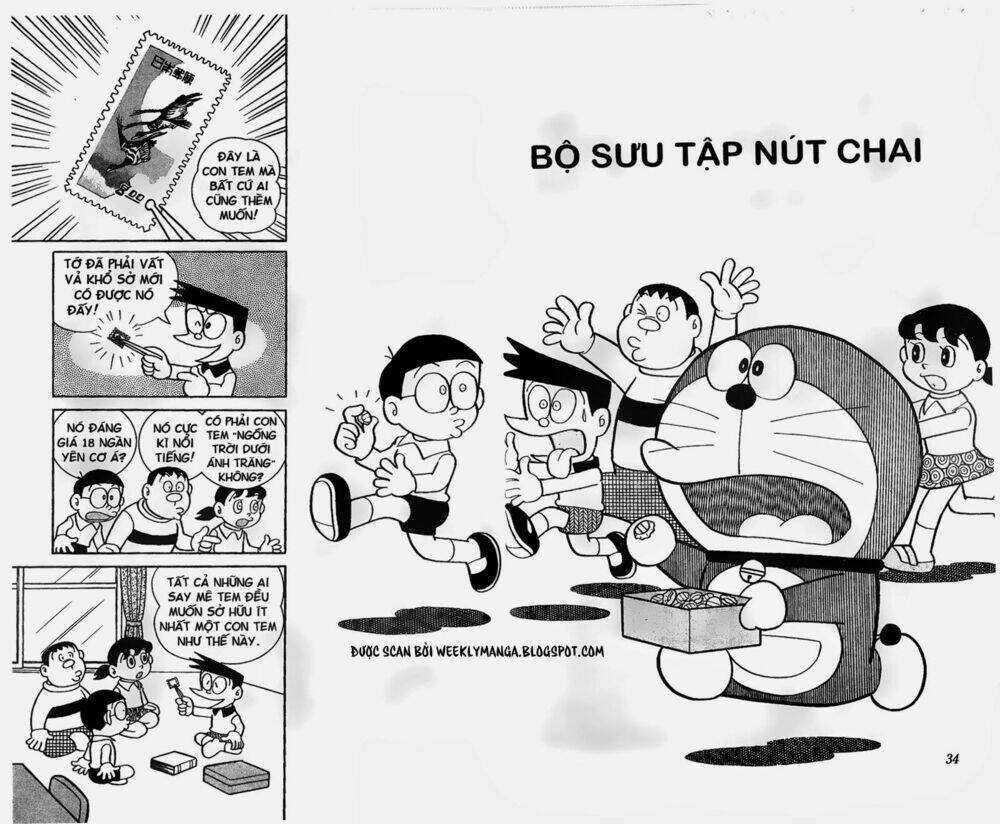 BỘ SƯU TẬP NÚT CHAI
ĐƯỢC SCAN BỞI WEEKLYMANGA.BLOGSPOT.COM
34
日本郵便
8.00
ĐÂY LÀ
CON TEM MÀ
BẤT CỨ AI
CŨNG THÈM
MUỐN!
TỚ ĐÃ PHẢI VẤT
VẢ KHỔ SỞ MỚI
CÓ ĐƯỢC NÓ
ĐẤY!
CÓ PHẢI CON
TEM "NGỖNG
TRỜI DƯỚI
ÁNH TRĂNG"
KHÔNG?
NÓ CỰC
KÌ NỔI
TIẾNG!
NÓ ĐÁNG
GIÁ 18 NGÀN
YÊN CƠ Á?
TẤT CẢ NHỮNG AI
SAY MÊ TEM ĐỀU
MUỐN SỞ HỮU ÍT
NHẤT MỘT CON TEM
NHƯ THẾ NÀY.